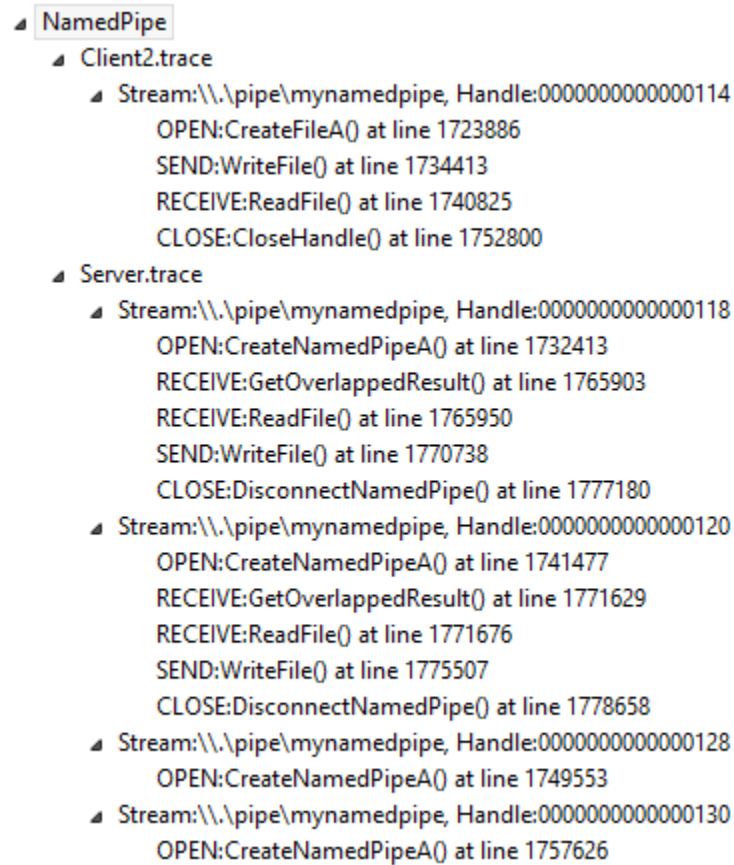 NamedPipe
Client2.trace
Stream:\\.\pipe\mynamedpipe, Handle:0000000000000114
OPEN:CreateFileA() at line 1723886
SEND:WriteFile() at line 1734413
RECEIVE:ReadFile() at line 1740825
CLOSE:CloseHandle() at line 1752800
Server.trace
Stream:\\.\pipe\mynamedpipe, Handle:0000000000000118
OPEN:CreateNamedPipeA() at line 1732413
RECEIVE:GetOverlappedResult() at line 1765903
RECEIVE:ReadFile() at line 1765950
SEND:WriteFile() at line 1770738
CLOSE:DisconnectNamedPipe() at line 1777180
Stream:\\.\pipe\mynamedpipe, Handle:0000000000000120
OPEN:CreateNamedPipeA() at line 1741477
RECEIVE:GetOverlappedResult() at line 1771629
RECEIVE:ReadFile() at line 1771676
SEND:WriteFile() at line 1775507
CLOSE:DisconnectNamedPipe() at line 1778658
Stream:\\.\pipe\mynamedpipe, Handle:0000000000000128
OPEN:CreateNamedPipeA() at line 1749553
Stream:\\.\pipe\mynamedpipe, Handle:0000000000000130
OPEN:CreateNamedPipeA() at line 1757626